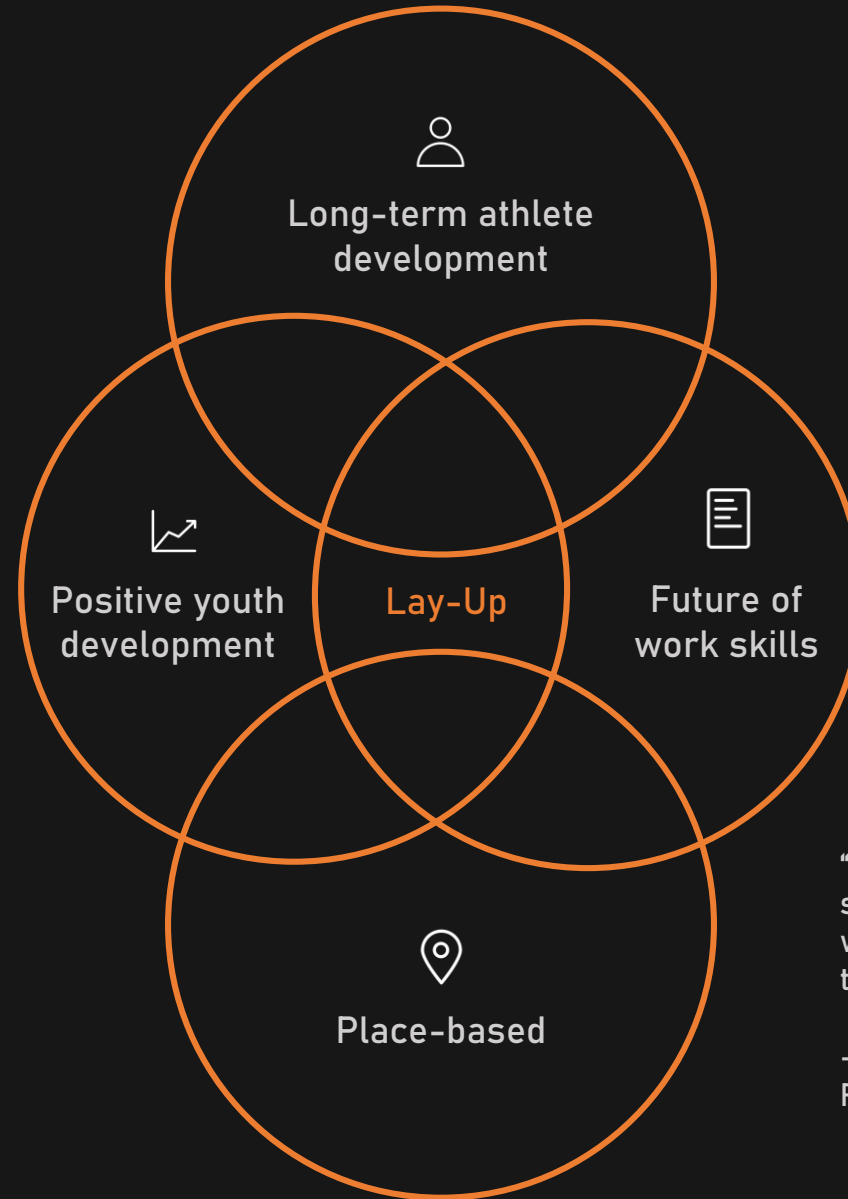 Long-term athlete
development
Positive youth
development
Lay-Up
Future of
work skills
Place-based